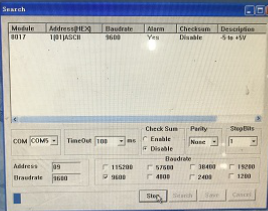 Search
Module Address[HEX] Baudrate Alarm Checksum Description
8017 1[01]ASCII 9600 Yes Disable -5 to +5V
Check Sum Parity StopBits
COM COM5 TimeOut 100 ms Enable Disable None 1
Baudrate
Address 09 115200 57600 38400 19200
Braudrate 9600 9600 4800 2400 1200
Stop Search Save Cancel